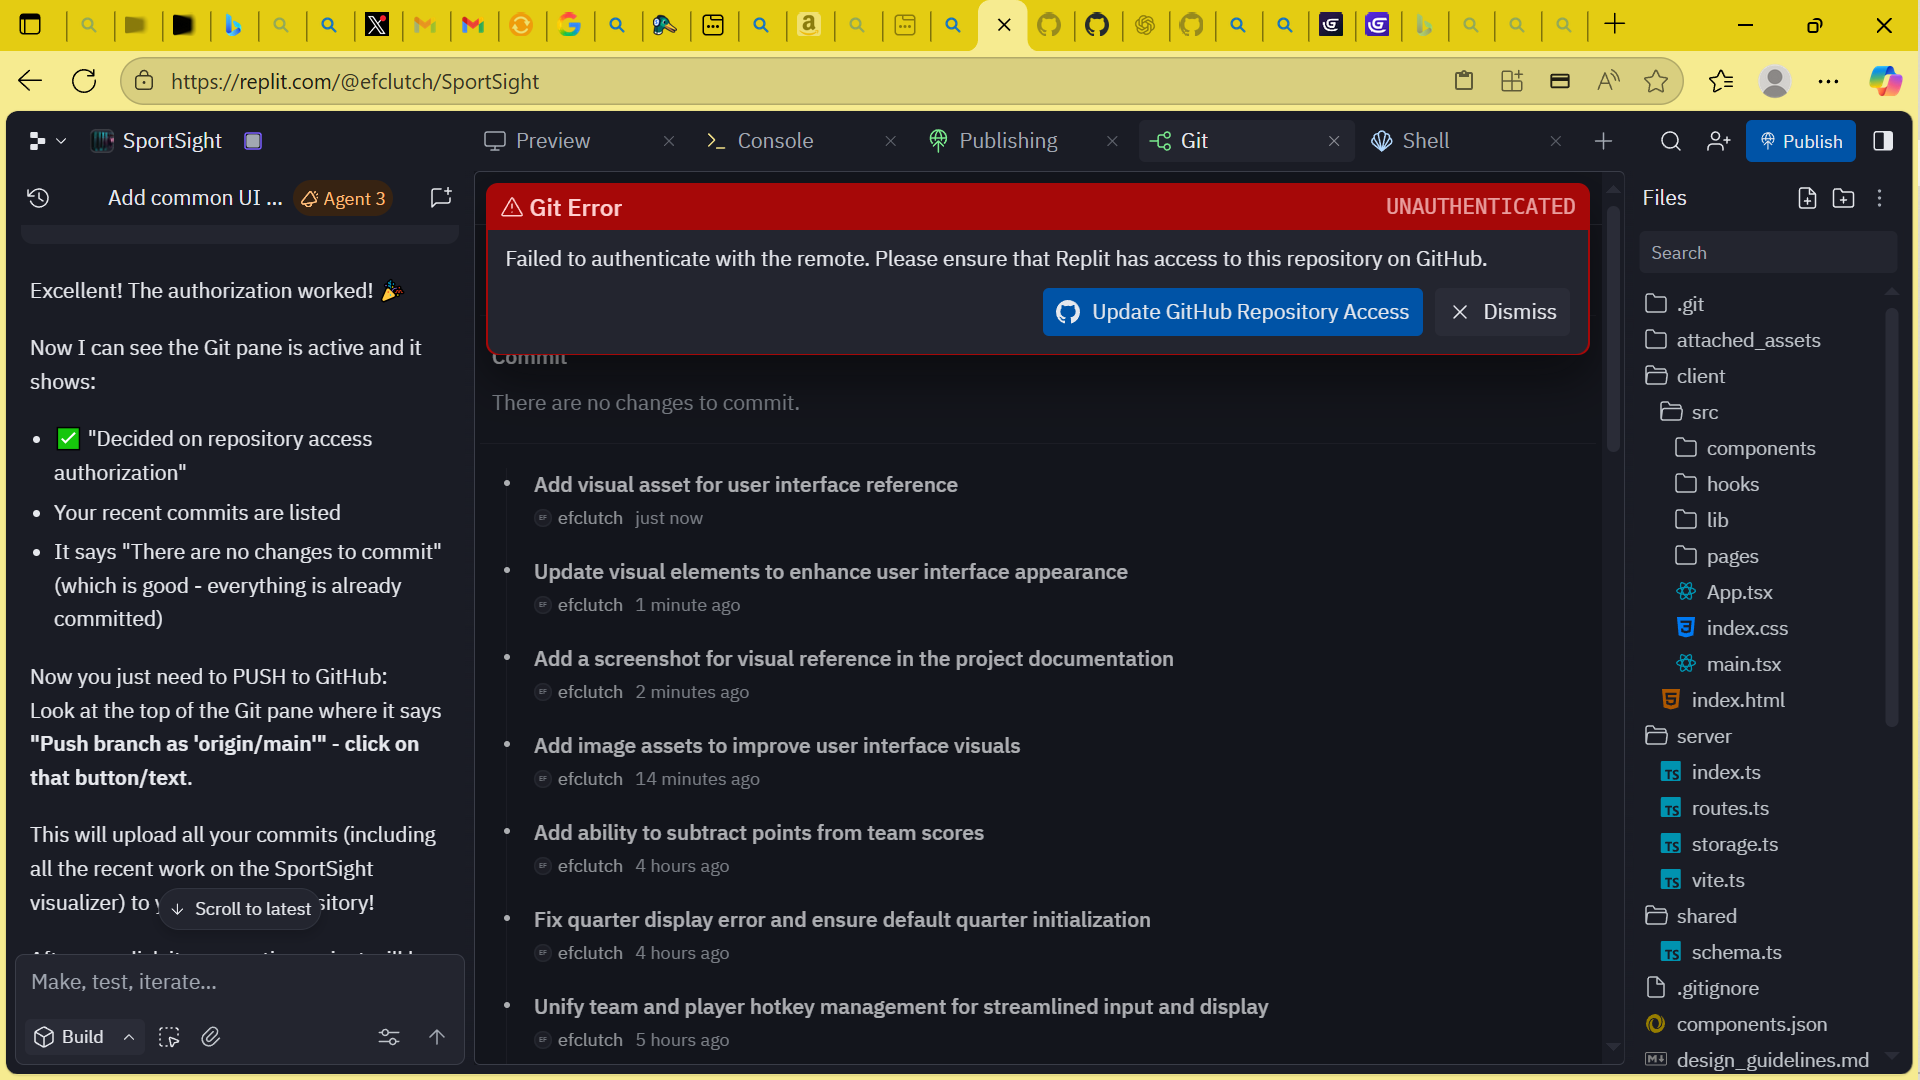 https://replit.com/@efclutch/SportSight
SportSight
Preview
Console
Publishing
Git
Shell
Publish
Add common UI ...
Agent 3
Excellent! The authorization worked! 🎉
Now I can see the Git pane is active and it
shows:
• ✅ "Decided on repository access
authorization"
• Your recent commits are listed
• It says "There are no changes to commit"
(which is good - everything is already
committed)
Now you just need to PUSH to GitHub:
Look at the top of the Git pane where it says
"Push branch as 'origin/main'" - click on
that button/text.
This will upload all your commits (including
all the recent work on the SportSight
visualizer) to
Scroll to latest
Make, test, iterate...
Build
Git Error
UNAUTHENTICATED
Failed to authenticate with the remote. Please ensure that Replit has access to this repository on GitHub.
Update GitHub Repository Access
Dismiss
Commit
There are no changes to commit.
Add visual asset for user interface reference
EF efclutch just now
Update visual elements to enhance user interface appearance
EF efclutch 1 minute ago
Add a screenshot for visual reference in the project documentation
EF efclutch 2 minutes ago
Add image assets to improve user interface visuals
EF efclutch 14 minutes ago
Add ability to subtract points from team scores
EF efclutch 4 hours ago
Fix quarter display error and ensure default quarter initialization
EF efclutch 4 hours ago
Unify team and player hotkey management for streamlined input and display
EF efclutch 5 hours ago
Files
Search
.git
attached_assets
client
src
components
hooks
lib
pages
App.tsx
index.css
main.tsx
index.html
server
TS index.ts
TS routes.ts
TS storage.ts
TS vite.ts
shared
TS schema.ts
.gitignore
components.json
design_guidelines.md